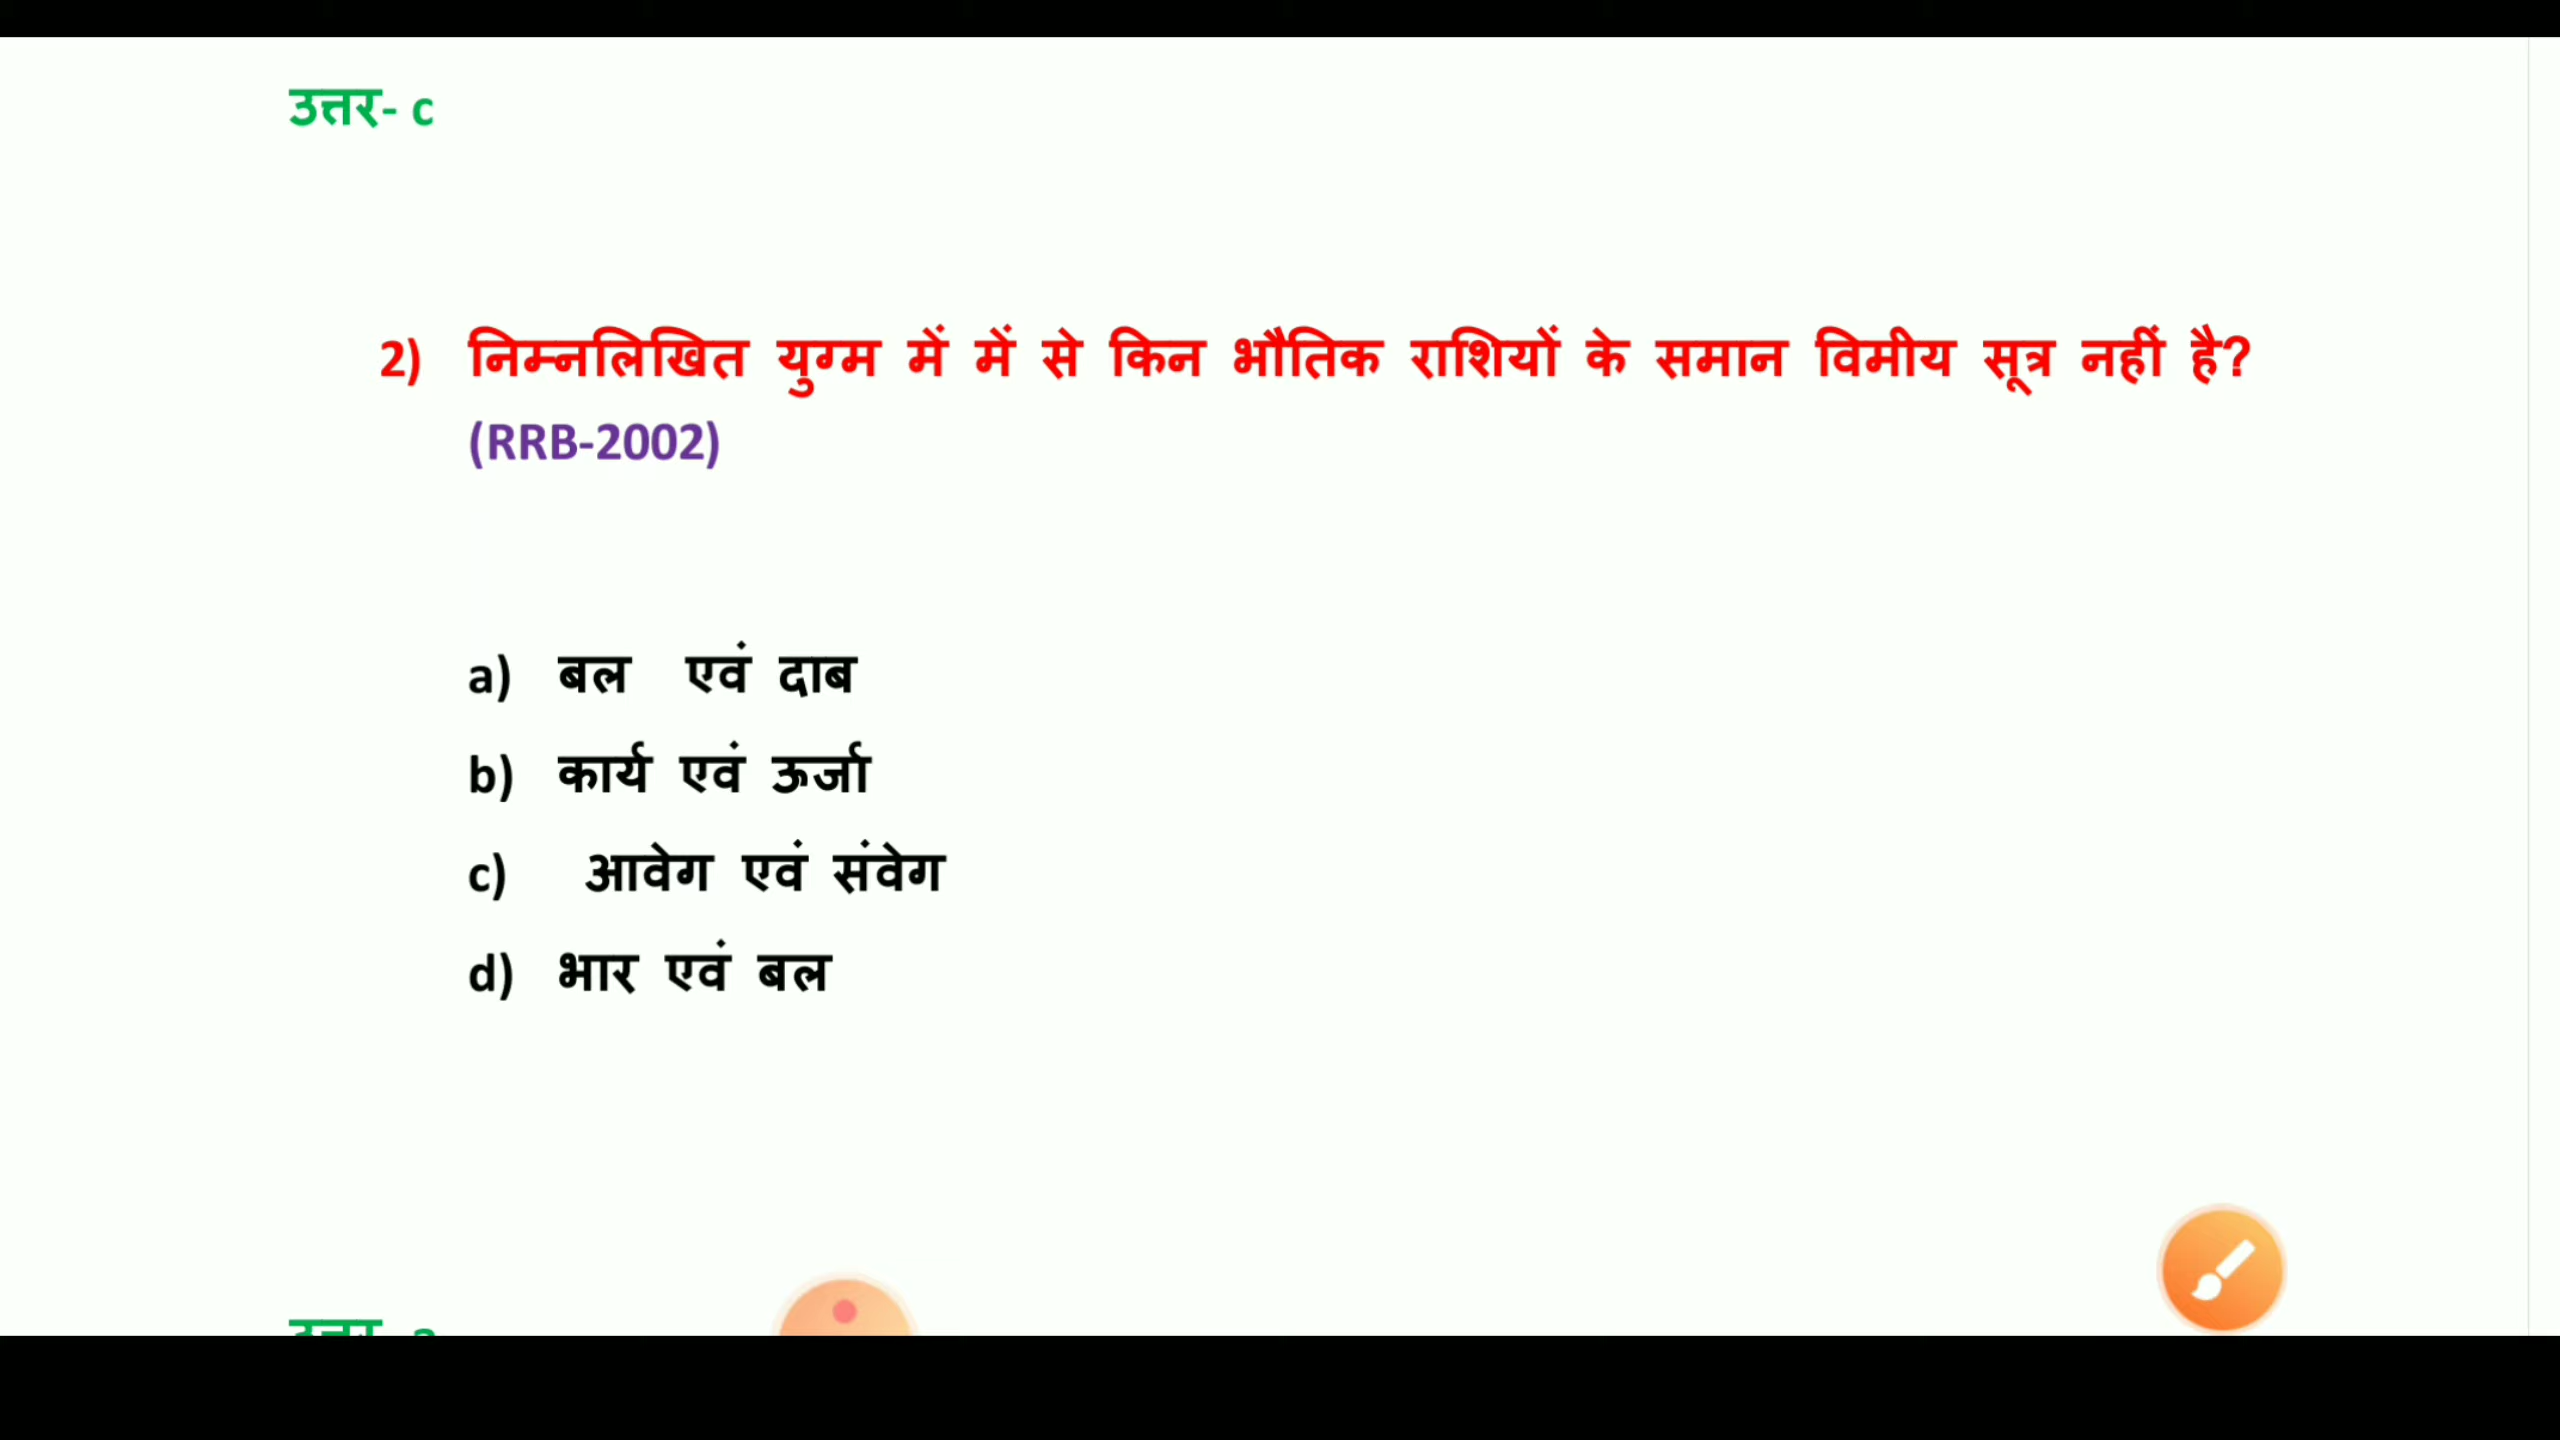 उत्तर- c
2) निम्नलिखित युग्म में में से किन भौतिक राशियों के समान विमीय सूत्र नहीं है?
(RRB-2002)
a) बल एवं दाब
b) कार्य एवं ऊर्जा
c) आवेग एवं संवेग
d) भार एवं बल